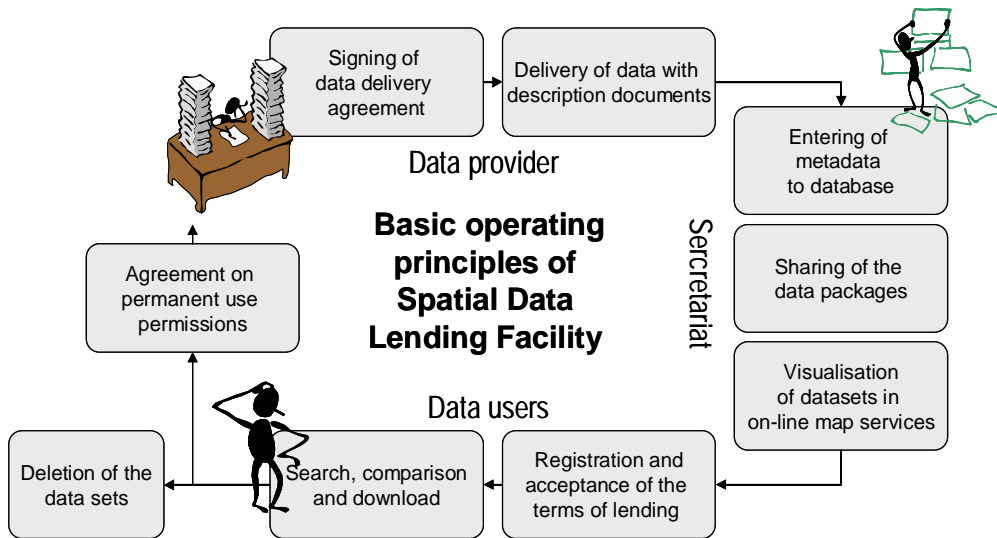 Signing of
data delivery
agreement
Delivery of data with
description documents
Entering of
metadata
to database
Data provider
Basic operating
principles of
Spatial Data
Lending Facility
Sercretariat
Sharing of the
data packages
Agreement on
permanent use
permissions
Visualisation
of datasets in
on-line map services
Data users
Deletion of the
data sets
Search, comparison
and download
Registration and
acceptance of the
terms of lending